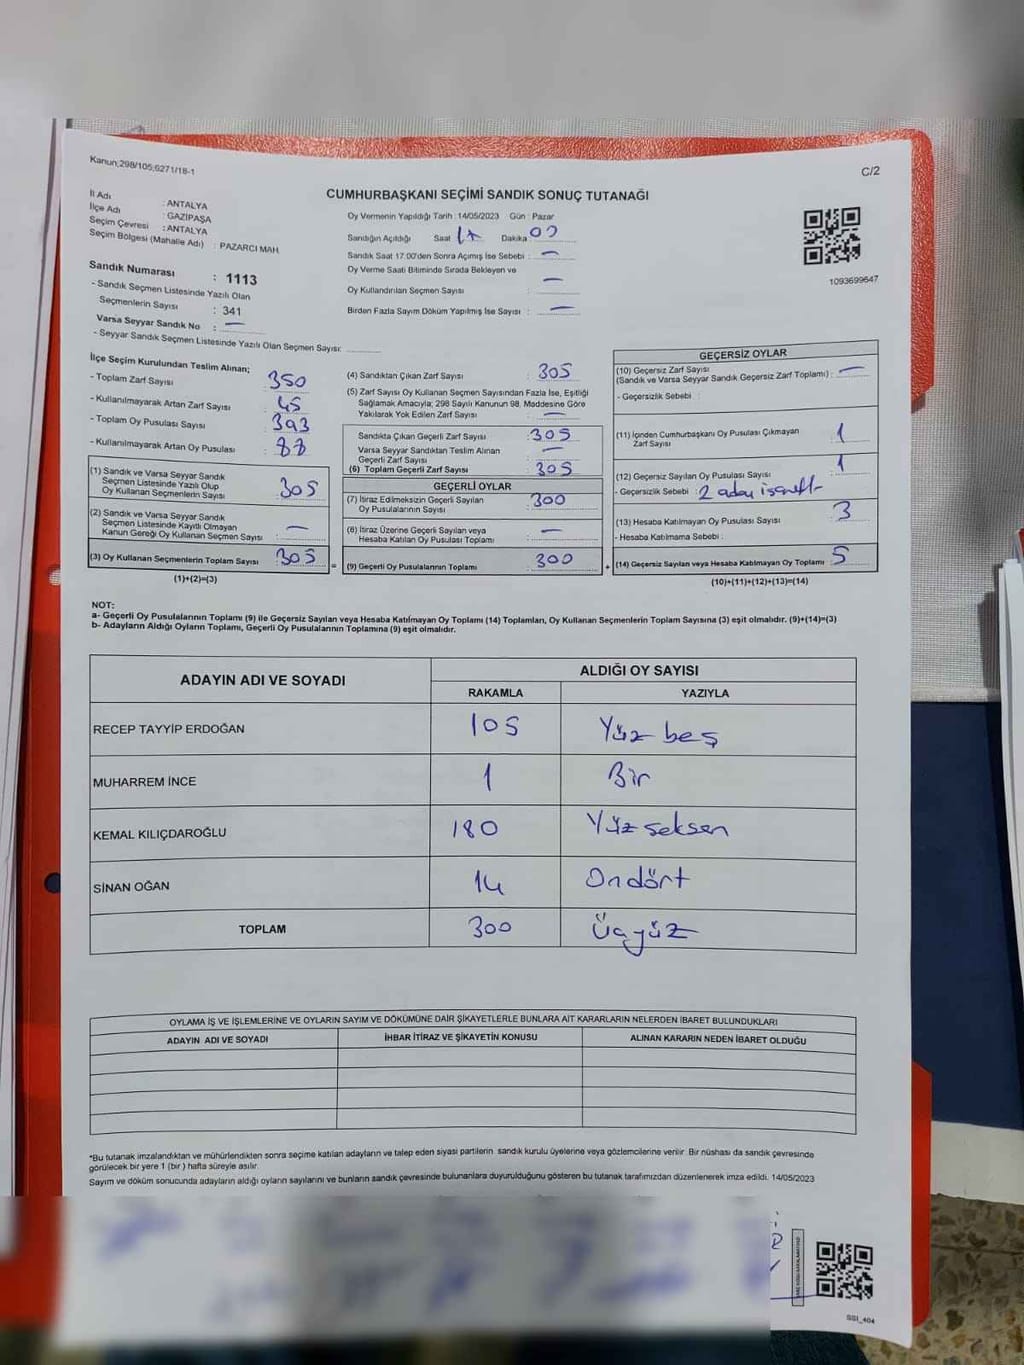 Kanun;298/105;6271/18-1
C/2
CUMHURBAŞKANI SEÇİMİ SANDIK SONUÇ TUTANAĞI
İl Adı : ANTALYA
İlçe Adı : GAZİPAŞA
Seçim Çevresi : ANTALYA
Seçim Bölgesi (Mahalle Adı) : PAZARCI MAH.
Oy Vermenin Yapıldığı Tarih : 14/05/2023 Gün : Pazar
Sandığın Açıldığı Saat 17 Dakika :
Sandık Saat 17.00'den Sonra Açımış İse Sebebi : —
Oy Verme Saati Bitiminde Sırada Bekleyen ve
Oy Kullandırılan Seçmen Sayısı : —
Birden Fazla Sayım Döküm Yapılmış İse Sayısı : —
1093699647
Sandık Numarası : 1113
- Sandık Seçmen Listesinde Yazılı Olan
Seçmenlerin Sayısı : 341
Varsa Seyyar Sandık No : —
- Seyyar Sandık Seçmen Listesinde Yazılı Olan Seçmen Sayısı:
İlçe Seçim Kurulundan Teslim Alınan;
- Toplam Zarf Sayısı : 350
- Kullanılmayarak Artan Zarf Sayısı : 45
- Toplam Oy Pusulası Sayısı : 393
- Kullanılmayarak Artan Oy Pusulası : 88
(1) Sandık ve Varsa Seyyar Sandık
Seçmen Listesinde Yazılı Olup
Oy Kullanan Seçmenlerin Sayısı : 305
(2) Sandık ve Varsa Seyyar Sandık
Seçmen Listesinde Kayıtlı Olmayan
Kanun Gereği Oy Kullanan Seçmen Sayısı : —
(3) Oy Kullanan Seçmenlerin Toplam Sayısı : 305
(1)+(2)=(3)
(4) Sandıktan Çıkan Zarf Sayısı : 305
(5) Zarf Sayısı Oy Kullanan Seçmen Sayısından Fazla İse, Eşitliği
Sağlamak Amacıyla; 298 Sayılı Kanunun 98. Maddesine Göre
Yakılarak Yok Edilen Zarf Sayısı : —
Sandıkta Çıkan Geçerli Zarf Sayısı : 305
Varsa Seyyar Sandıktan Teslim Alınan
Geçerli Zarf Sayısı : —
(6) Toplam Geçerli Zarf Sayısı : 305
GEÇERLİ OYLAR
(7) İtiraz Edilmeksizin Geçerli Sayılan
Oy Pusulasının Sayısı : 300
(8) İtiraz Üzerine Geçerli Sayılan veya
Hesaba Katılan Oy Pusulası Toplamı : —
(9) Geçerli Oy Pusulalarının Toplamı : 300
GEÇERSİZ OYLAR
(10) Geçersiz Zarf Sayısı
(Sandık ve Varsa Seyyar Sandık Geçersiz Zarf Toplamı) : —
- Geçersizlik Sebebi :
(11) İçinden Cumhurbaşkanı Oy Pusulası Çıkmayan
Zarf Sayısı : 1
(12) Geçersiz Sayılan Oy Pusulası Sayısı : 1
- Geçersizlik Sebebi : 2 aday
(13) Hesaba Katılmayan Oy Pusulası Sayısı : 3
- Hesaba Katılmama Sebebi :
(14) Geçersiz Sayılan veya Hesaba Katılmayan Oy Toplamı : 5
(10)+(11)+(12)+(13)=(14)
NOT:
a- Geçerli Oy Pusulalarının Toplamı (9) ile Geçersiz Sayılan veya Hesaba Katılmayan Oy Toplamı (14) Toplamları, Oy Kullanan Seçmenlerin Toplam Sayısına (3) eşit olmalıdır. (9)+(14)=(3)
b- Adayların Aldığı Oyların Toplamı, Geçerli Oy Pusulalarının Toplamına (9) eşit olmalıdır.
ADAYIN ADI VE SOYADI
ALDIĞI OY SAYISI
RAKAMLA YAZIYLA
RECEP TAYYİP ERDOĞAN 105 Yüz beş
MUHARREM İNCE 1 Bir
KEMAL KILIÇDAROĞLU 180 Yüz seksen
SİNAN OĞAN 14 Ondört
TOPLAM 300 Üçyüz
OYLAMA İŞ VE İŞLEMLERİNE VE OYLARIN SAYIM VE DÖKÜMÜNE DAİR ŞİKAYETLERLE BUNLARA AİT KARARLARIN NELERDEN İBARET BULUNDUKLARI
ADAYIN ADI VE SOYADI İHBAR İTİRAZ VE ŞİKAYETİN KONUSU ALINAN KARARIN NEDEN İBARET OLDUĞU
*Bu tutanak imzalandıktan ve mühürlendikten sonra seçime katılan adayların ve talep eden siyasi partilerin sandık kurulu üyelerine veya gözlemcilerine verilir. Bir nüshası da sandık çevresinde
görülecek bir yere 1 (bir) hafta süreyle asılır.
Sayım ve döküm sonucunda adayların aldığı oyların sayılarını ve bunların sandık çevresinde bulunanlara duyurulduğunu gösteren bu tutanak tarafımızdan düzenlenerek imza edildi. 14/05/2023
SSI_404